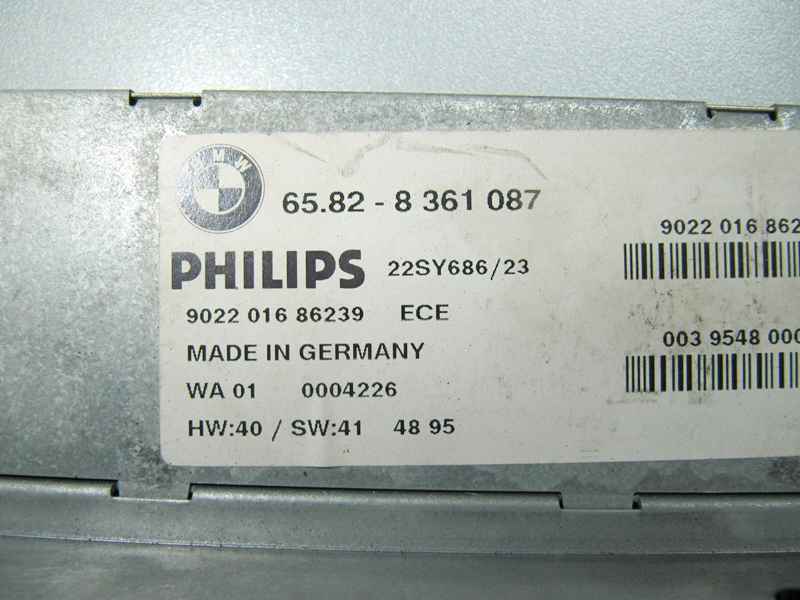 BMW
65.82 - 8 361 087
PHILIPS 22SY686/23
9022 016 86239 ECE
MADE IN GERMANY
WA 01 0004226
HW:40 / SW:41 48 95
9022 016 862
003 9548 000